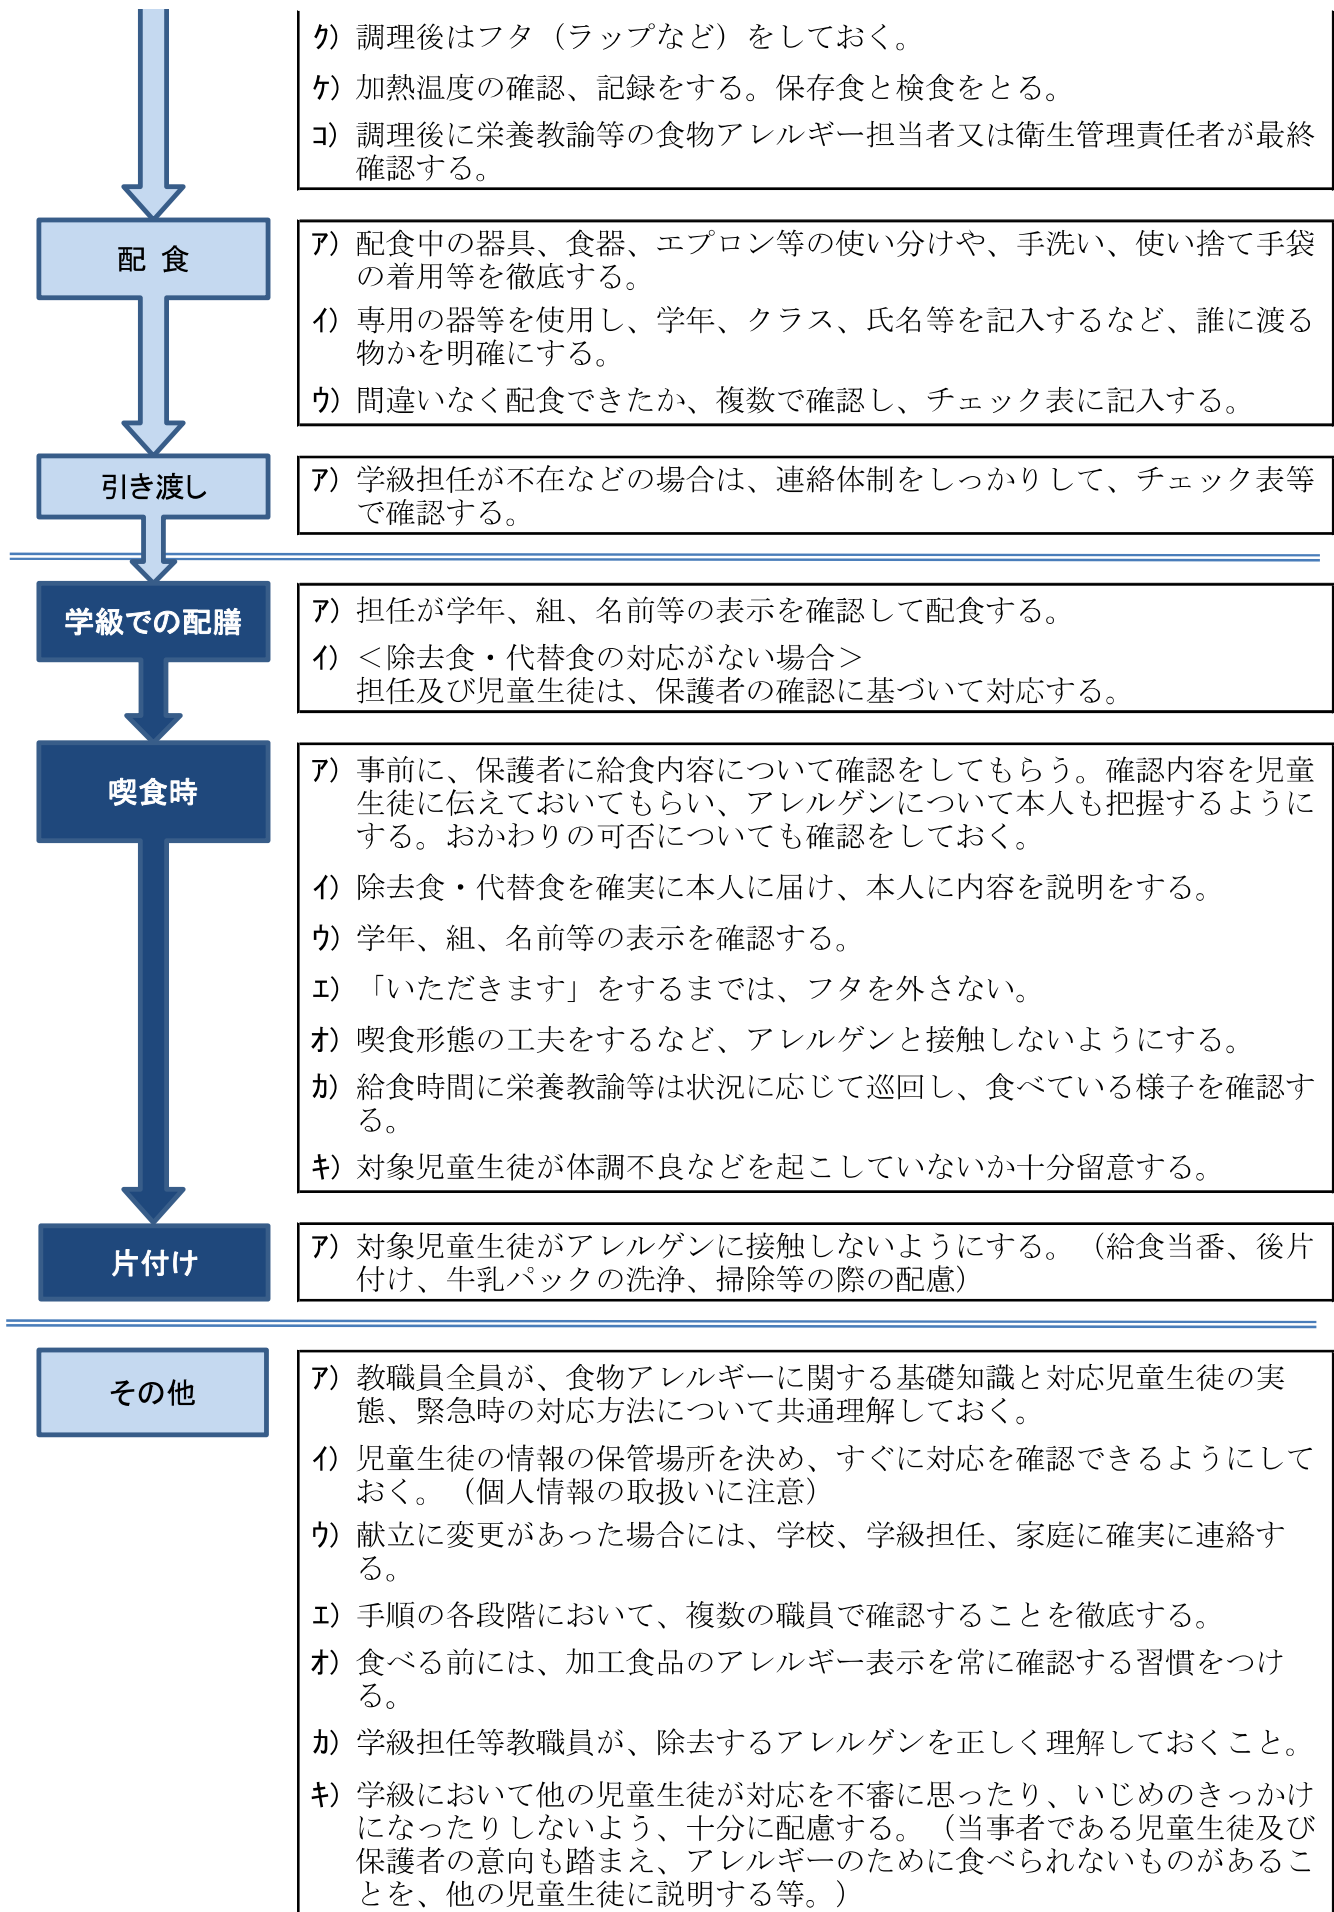 ク）調理後はフタ（ラップなど）をしておく。
ケ）加熱温度の確認、記録をする。保存食と検食をとる。
コ）調理後に栄養教諭等の食物アレルギー担当者又は衛生管理責任者が最終
確認する。
配 食
ア）配食中の器具、食器、エプロン等の使い分けや、手洗い、使い捨て手袋
の着用等を徹底する。
イ）専用の器等を使用し、学年、クラス、氏名等を記入するなど、誰に渡る
物かを明確にする。
ウ）間違いなく配食できたか、複数で確認し、チェック表に記入する。
引き渡し
ア）学級担任が不在などの場合は、連絡体制をしっかりして、チェック表等
で確認する。
学級での配膳
ア）担任が学年、組、名前等の表示を確認して配食する。
イ）＜除去食・代替食の対応がない場合＞
担任及び児童生徒は、保護者の確認に基づいて対応する。
喫食時
ア）事前に、保護者に給食内容について確認をしてもらう。確認内容を児童
生徒に伝えておいてもらい、アレルゲンについて本人も把握するように
する。おかわりの可否についても確認をしておく。
イ）除去食・代替食を確実に本人に届け、本人に内容を説明をする。
ウ）学年、組、名前等の表示を確認する。
エ）「いただきます」をするまでは、フタを外さない。
オ）喫食形態の工夫をするなど、アレルゲンと接触しないようにする。
カ）給食時間に栄養教諭等は状況に応じて巡回し、食べている様子を確認す
る。
キ）対象児童生徒が体調不良などを起こしていないか十分留意する。
片付け
ア）対象児童生徒がアレルゲンに接触しないようにする。（給食当番、後片
付け、牛乳パックの洗浄、掃除等の際の配慮）
その他
ア）教職員全員が、食物アレルギーに関する基礎知識と対応児童生徒の実
態、緊急時の対応方法について共通理解しておく。
イ）児童生徒の情報の保管場所を決め、すぐに対応を確認できるようにして
おく。（個人情報の取扱いに注意）
ウ）献立に変更があった場合には、学校、学級担任、家庭に確実に連絡す
る。
エ）手順の各段階において、複数の職員で確認することを徹底する。
オ）食べる前には、加工食品のアレルギー表示を常に確認する習慣をつけ
る。
カ）学級担任等教職員が、除去するアレルゲンを正しく理解しておくこと。
キ）学級において他の児童生徒が対応を不審に思ったり、いじめのきっかけ
になったりしないよう、十分に配慮する。（当事者である児童生徒及び
保護者の意向も踏まえ、アレルギーのために食べられないものがあるこ
とを、他の児童生徒に説明する等。）